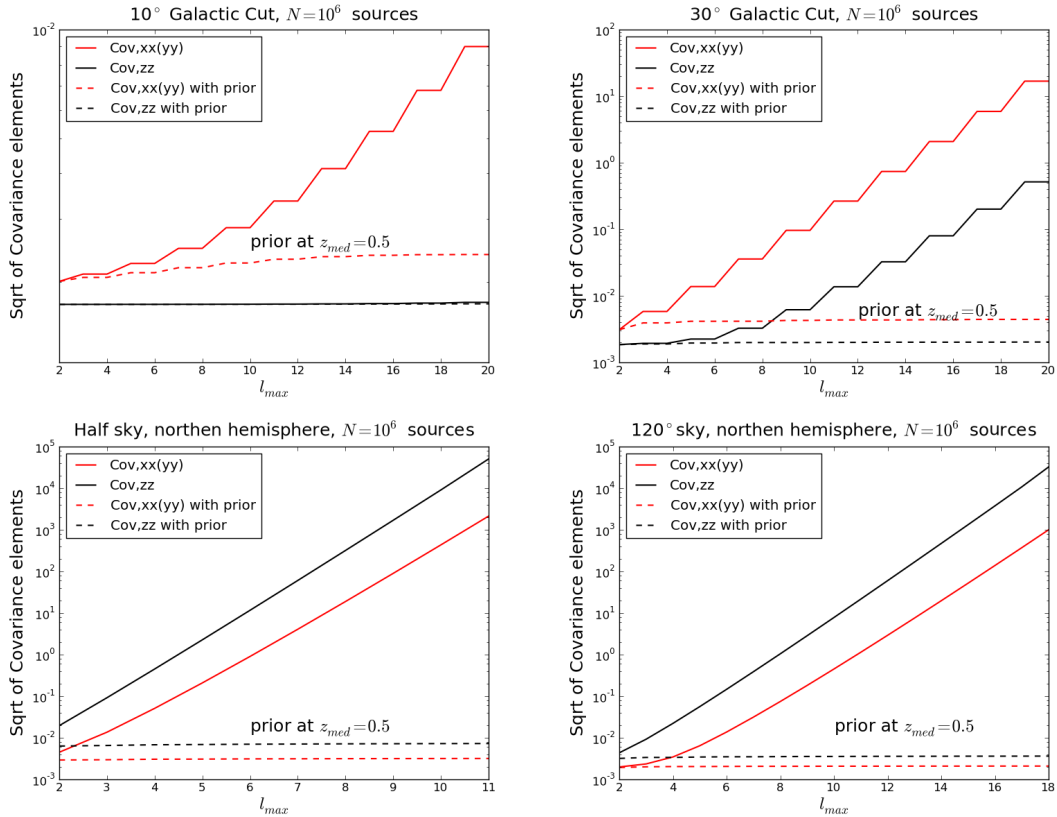 10° Galactic Cut, N=10^6 sources
Sqrt of Covariance elements
10^-2
Cov,xx(yy)
Cov,zz
Cov,xx(yy) with prior
Cov,zz with prior
prior at z_med=0.5
2 4 6 8 10 12 14 16 18 20
l_max
30° Galactic Cut, N=10^6 sources
Sqrt of Covariance elements
10^2
10^1
10^0
10^-1
10^-2
10^-3
Cov,xx(yy)
Cov,zz
Cov,xx(yy) with prior
Cov,zz with prior
prior at z_med=0.5
2 4 6 8 10 12 14 16 18 20
l_max
Half sky, northen hemisphere, N=10^6 sources
Sqrt of Covariance elements
10^5
10^4
10^3
10^2
10^1
10^0
10^-1
10^-2
10^-3
Cov,xx(yy)
Cov,zz
Cov,xx(yy) with prior
Cov,zz with prior
prior at z_med=0.5
2 3 4 5 6 7 8 9 10 11
l_max
120° sky, northen hemisphere, N=10^6 sources
Sqrt of Covariance elements
10^5
10^4
10^3
10^2
10^1
10^0
10^-1
10^-2
10^-3
Cov,xx(yy)
Cov,zz
Cov,xx(yy) with prior
Cov,zz with prior
prior at z_med=0.5
2 4 6 8 10 12 14 16 18
l_max